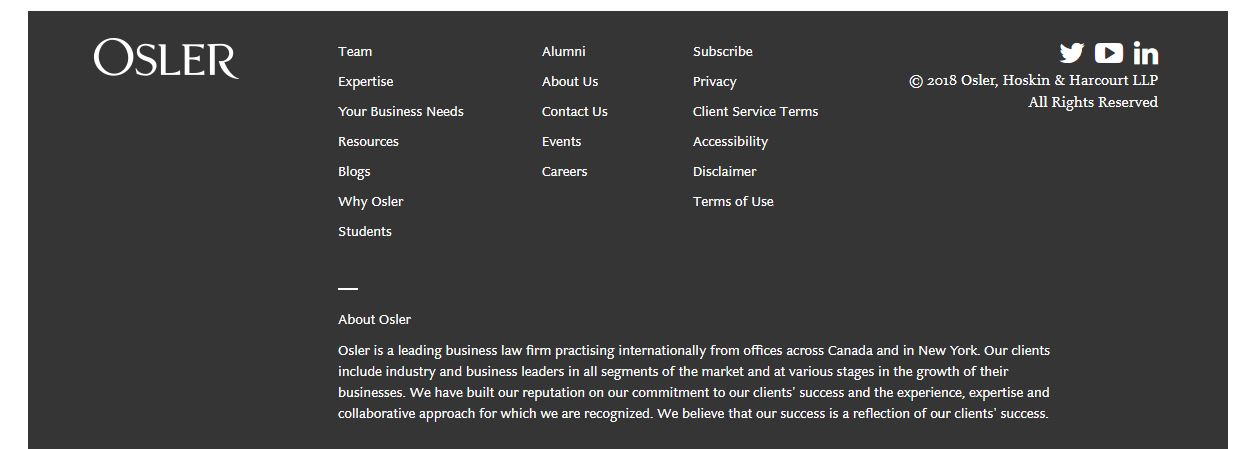 OSLER
Team
Expertise
Your Business Needs
Resources
Blogs
Why Osler
Students
Alumni
About Us
Contact Us
Events
Careers
Subscribe
Privacy
Client Service Terms
Accessibility
Disclaimer
Terms of Use
in
© 2018 Osler, Hoskin & Harcourt LLP
All Rights Reserved
About Osler
Osler is a leading business law firm practising internationally from offices across Canada and in New York. Our clients
include industry and business leaders in all segments of the market and at various stages in the growth of their
businesses. We have built our reputation on our commitment to our clients' success and the experience, expertise and
collaborative approach for which we are recognized. We believe that our success is a reflection of our clients' success.